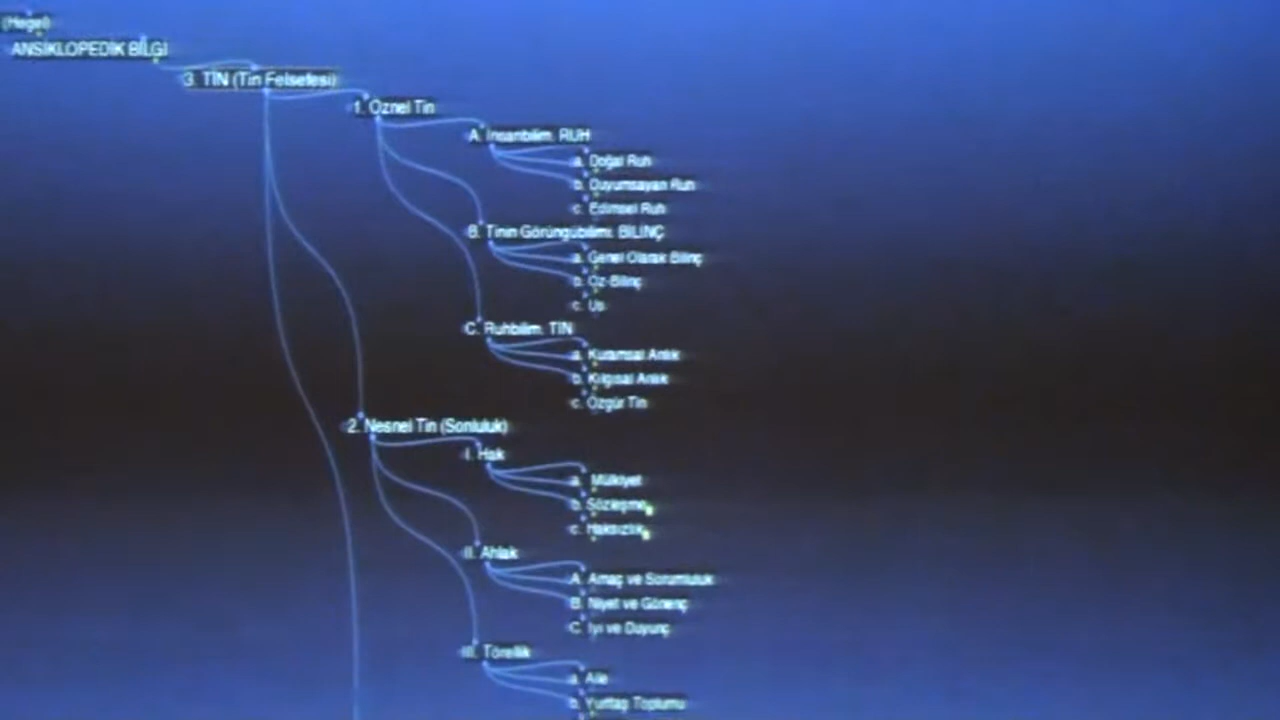 (Hegel)
ANSİKLOPEDİK BİLGİ
3. TİN (Tin Felsefesi)
1. Öznel Tin
A. İnsanbilim. RUH
a. Doğal Ruh
b. Duyumsayan Ruh
c. Edimsel Ruh
B. Tinin Görüngübilimi. BİLİNÇ
a. Genel Olarak Bilinç
b. Öz-Bilinç
c. Us
C. Ruhbilim. TİN
a. Kuramsal Anlık
b. Kılgısal Anlık
c. Özgür Tin
2. Nesnel Tin (Sonluluk)
I. Hak
a. Mülkiyet
b. Sözleşme
c. Haksızlık
II. Ahlak
A. Amaç ve Sorumluluk
B. Niyet ve Gönenç
C. İyi ve Duyunç
III. Törellik
a. Aile
b. Yurttaş Toplumu